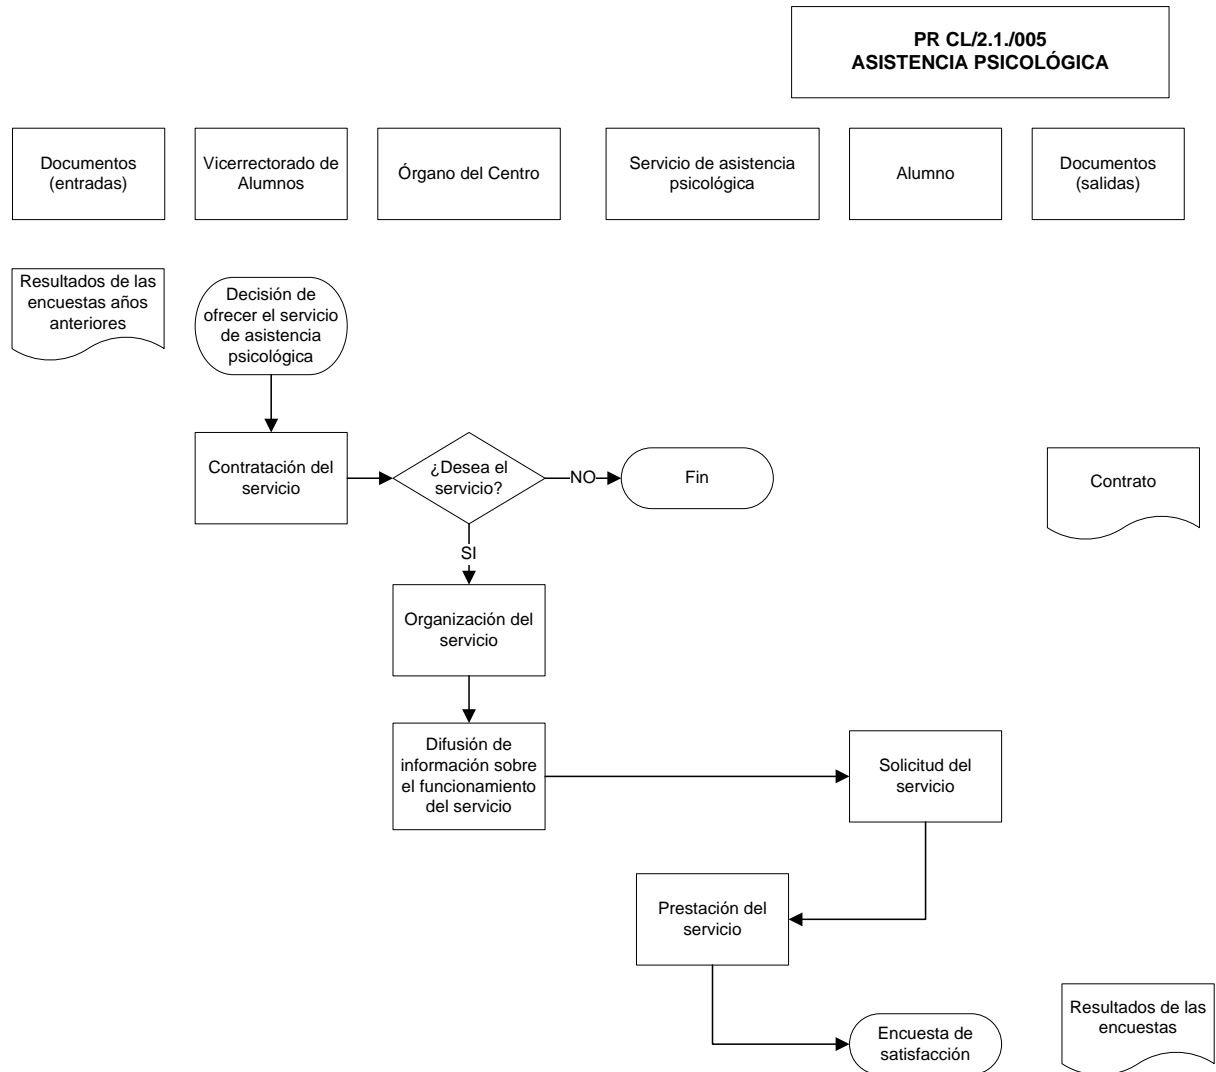 PR CL/2.1./005
ASISTENCIA PSICOLÓGICA
Documentos
(entradas)
Vicerrectorado de
Alumnos
Órgano del Centro
Servicio de asistencia
psicológica
Alumno
Documentos
(salidas)
Resultados de las
encuestas años
anteriores
Decisión de
ofrecer el servicio
de asistencia
psicológica
Contratación del
servicio
¿Desea el
servicio?
NO
Fin
Contrato
SI
Organización del
servicio
Difusión de
información sobre
el funcionamiento
del servicio
Solicitud del
servicio
Prestación del
servicio
Encuesta de
satisfacción
Resultados de las
encuestas